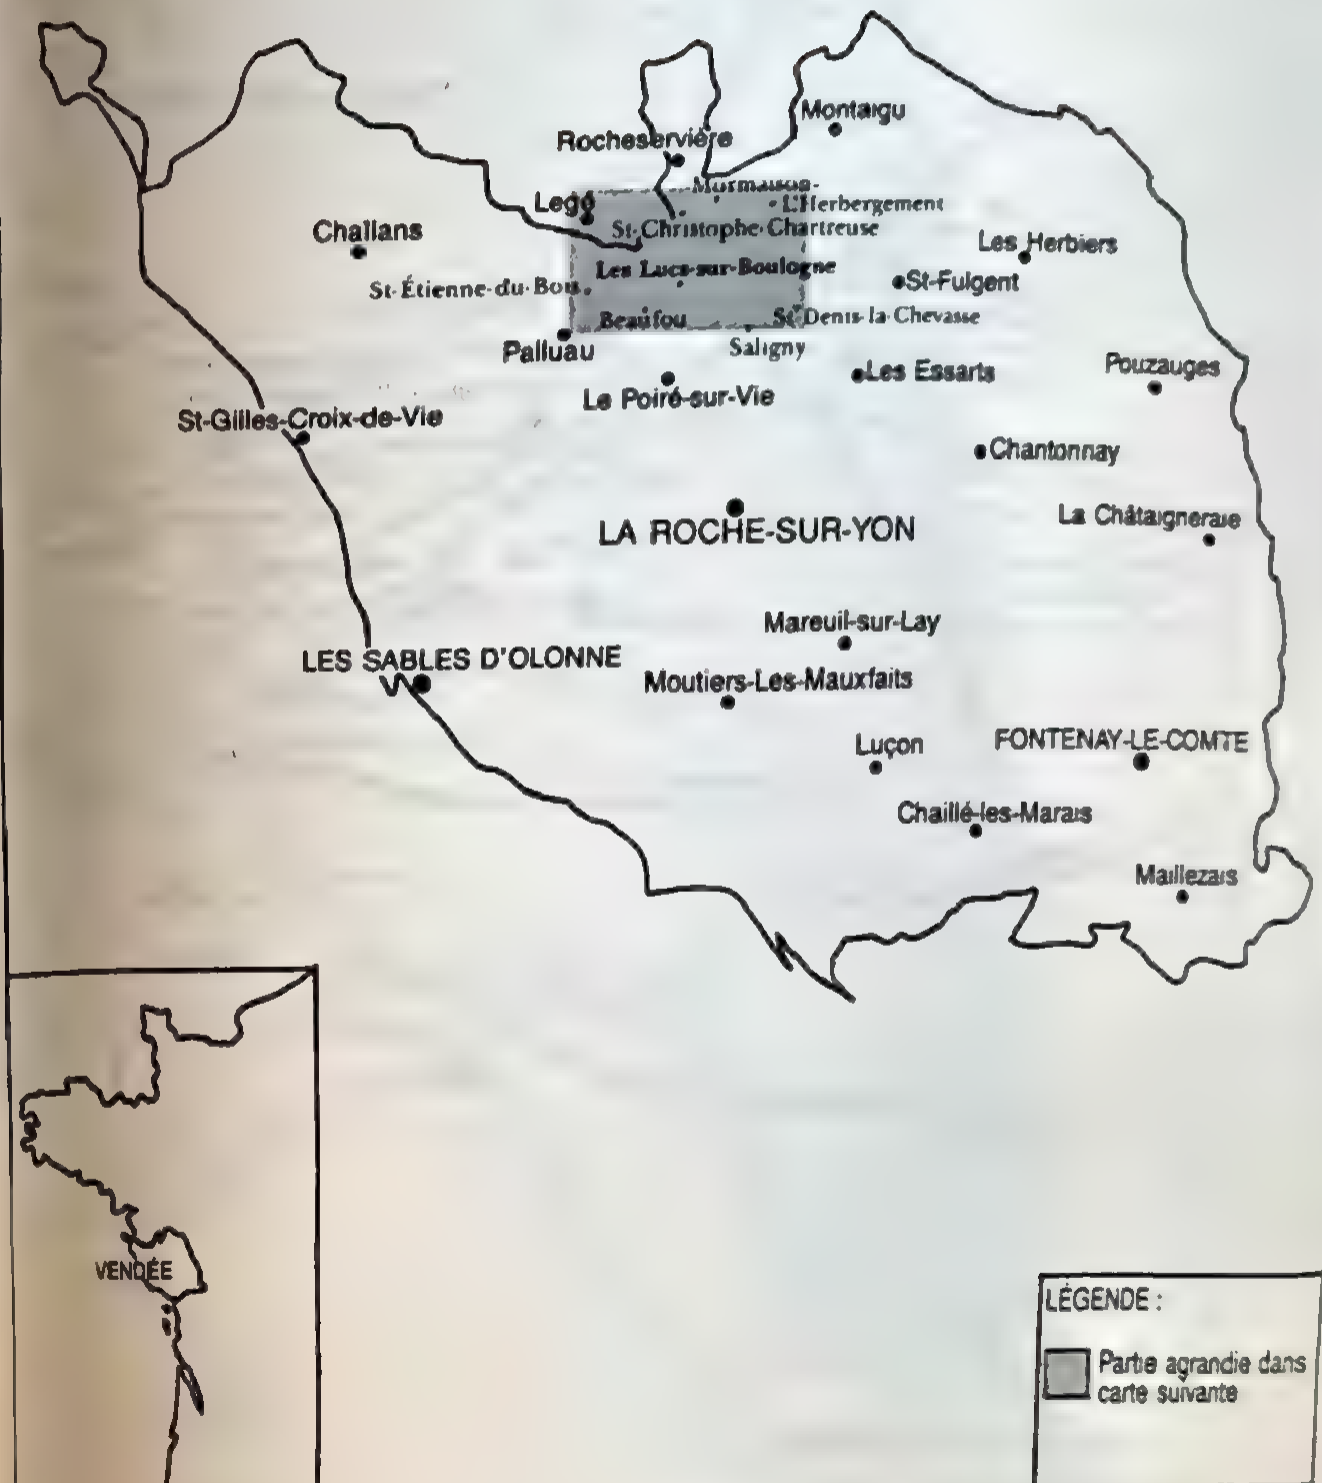 Montaigu
Rocheservière
Mormaison
Legé
L'Herbergement
St-Christophe-Chartreuse
Challans
Les Herbiers
Les Lucs-sur-Boulogne
St-Étienne-du-Bois
St-Fulgent
Beaufou
St-Denis-la-Chevasse
Palluau
Saligny
Les Essarts
Pouzauges
Le Poiré-sur-Vie
St-Gilles-Croix-de-Vie
Chantonnay
LA ROCHE-SUR-YON
La Châtaigneraie
Mareuil-sur-Lay
LES SABLES D'OLONNE
Moutiers-Les-Mauxfaits
Luçon
FONTENAY-LE-COMTE
Chaillé-les-Marais
Maillezais
VENDÉE
LÉGENDE :
Partie agrandie dans
carte suivante